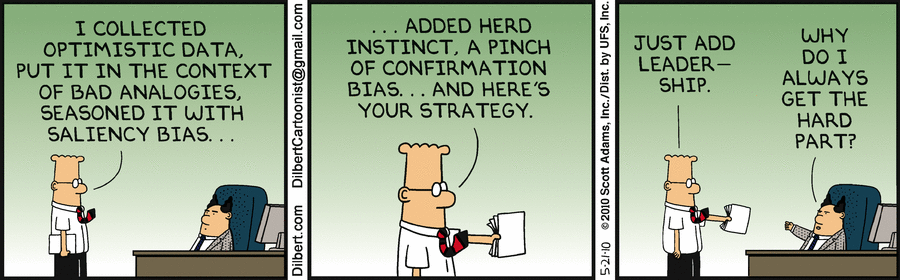 I COLLECTED
OPTIMISTIC DATA,
PUT IT IN THE CONTEXT
OF BAD ANALOGIES,
SEASONED IT WITH
SALIENCY BIAS...
Dilbert.com DilbertCartoonist@gmail.com
...ADDED HERD
INSTINCT, A PINCH
OF CONFIRMATION
BIAS...AND HERE'S
YOUR STRATEGY.
5-21-10 ©2010 Scott Adams, Inc./Dist. by UFS, Inc.
JUST ADD
LEADER-
SHIP.
WHY
DO I
ALWAYS
GET THE
HARD
PART?